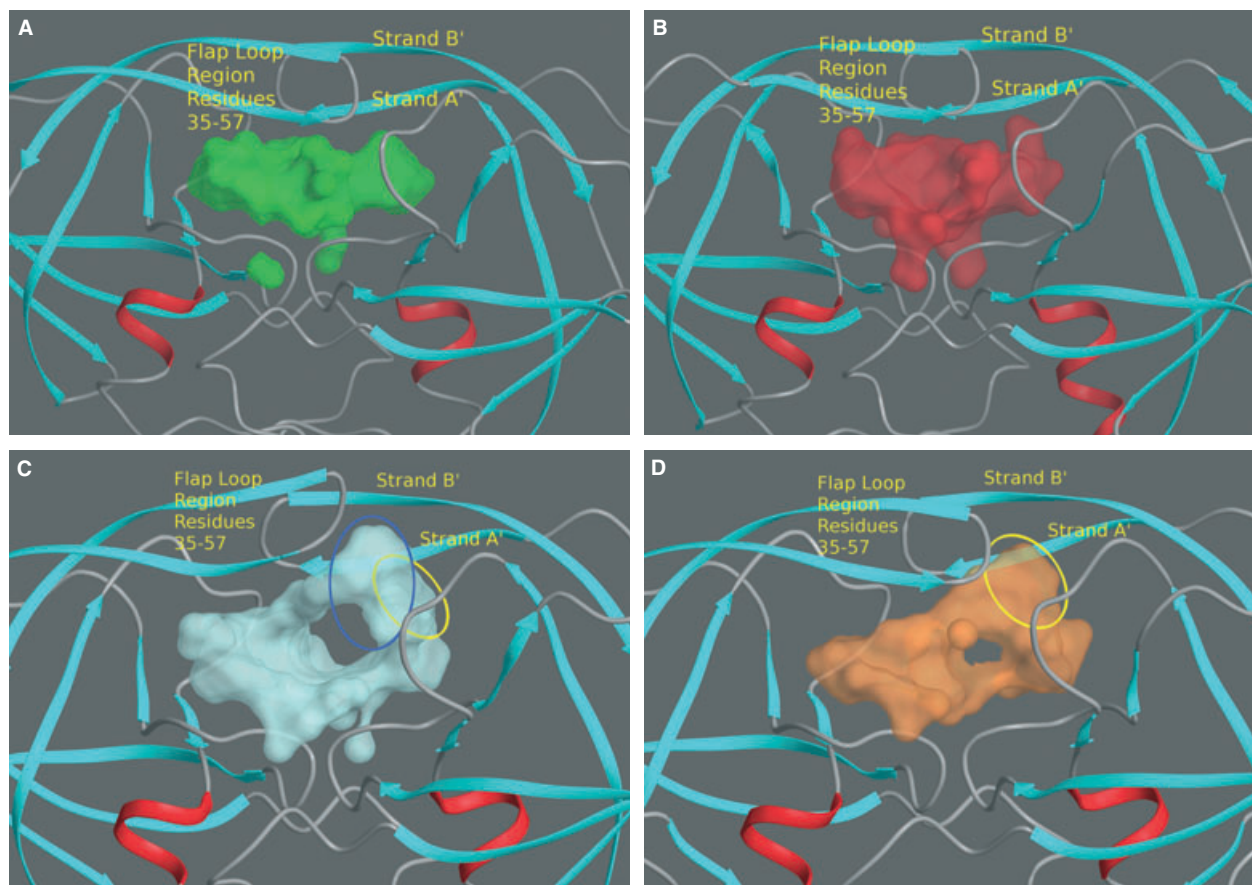 A
Flap Loop
Region
Residues
35-57
Strand B'
Strand A'
B
Flap Loop
Region
Residues
35-57
Strand B'
Strand A'
C
Flap Loop
Region
Residues
35-57
Strand B'
Strand A'
D
Flap Loop
Region
Residues
35-57
Strand B'
Strand A'